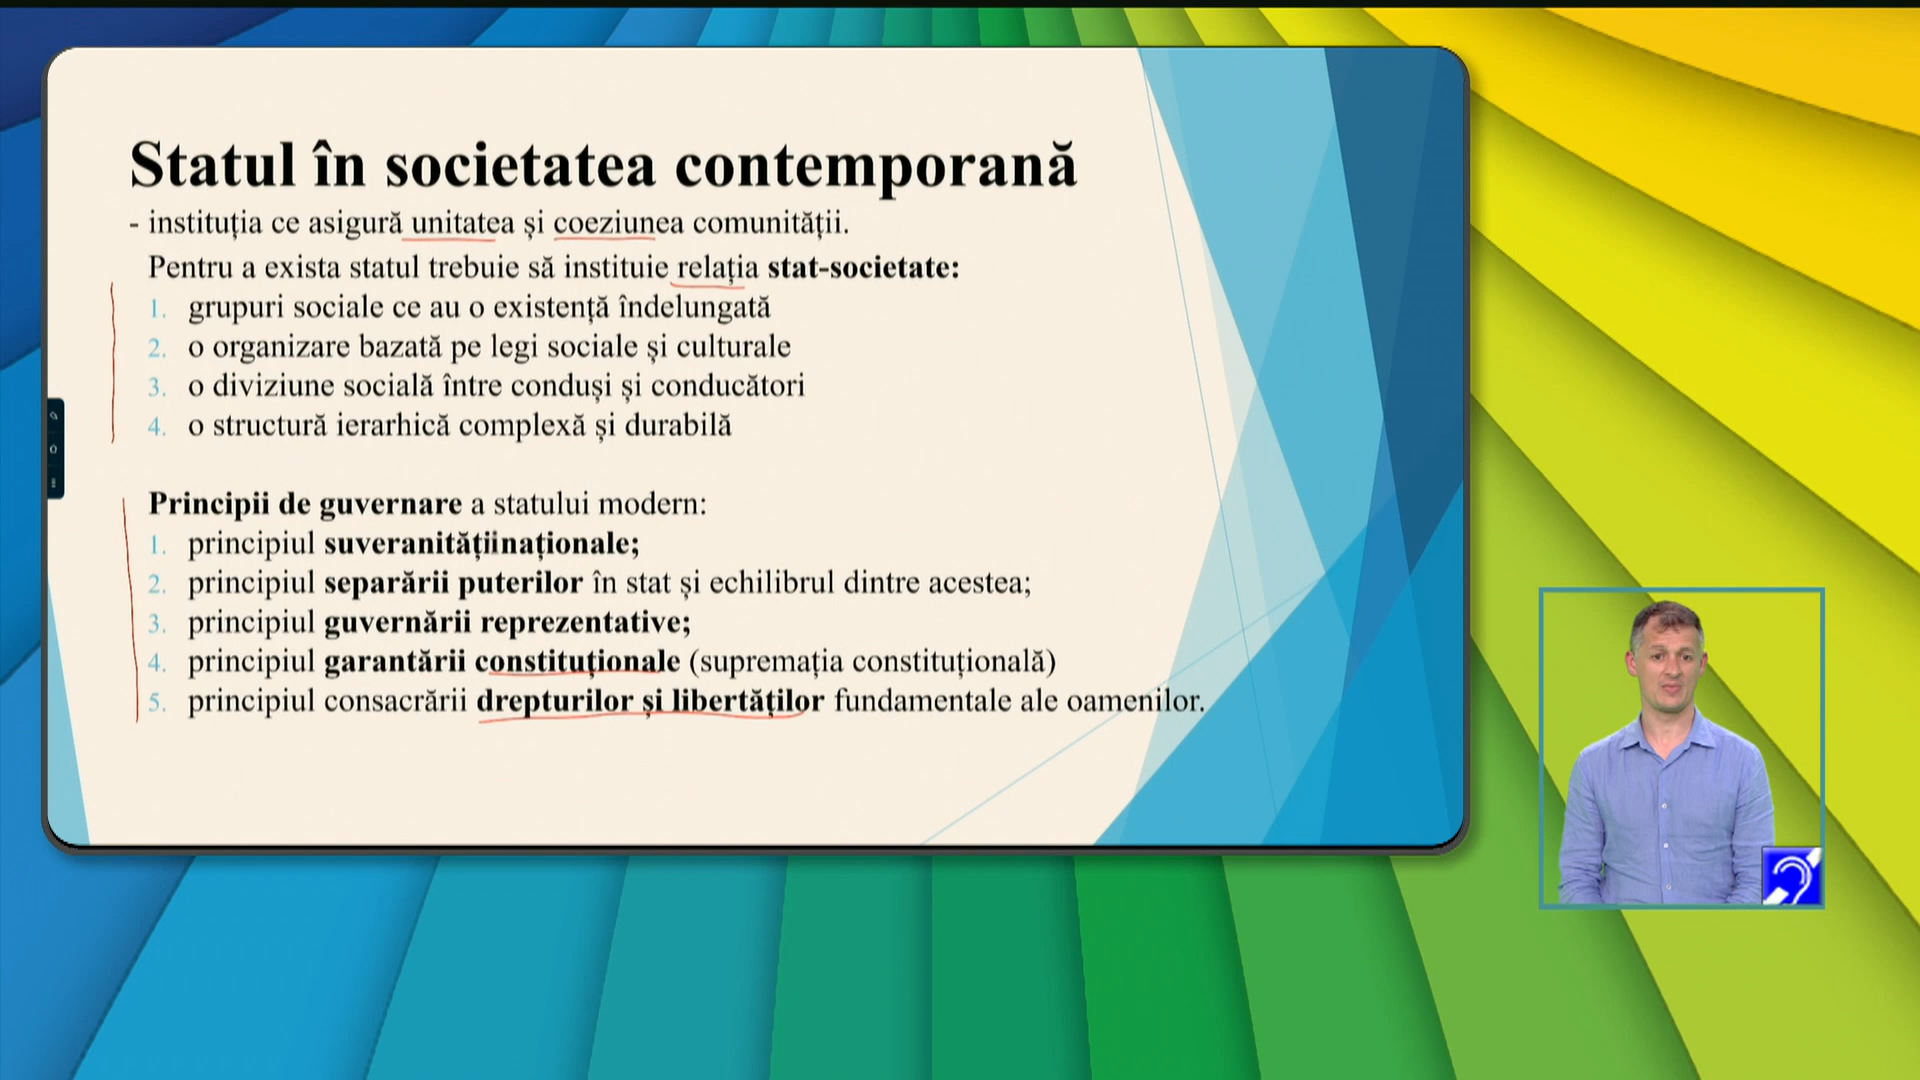 Statul în societatea contemporană
- instituția ce asigură unitatea și coeziunea comunității.
Pentru a exista statul trebuie să instituie relația stat-societate:
1. grupuri sociale ce au o existență îndelungată
2. o organizare bazată pe legi sociale și culturale
3. o diviziune socială între conduși și conducători
4. o structură ierarhică complexă și durabilă
Principii de guvernare a statului modern:
1. principiul suveranitățiinaționale;
2. principiul separării puterilor în stat și echilibrul dintre acestea;
3. principiul guvernării reprezentative;
4. principiul garantării constituționale (supremația constituțională)
5. principiul consacrării drepturilor și libertăților fundamentale ale oamenilor.